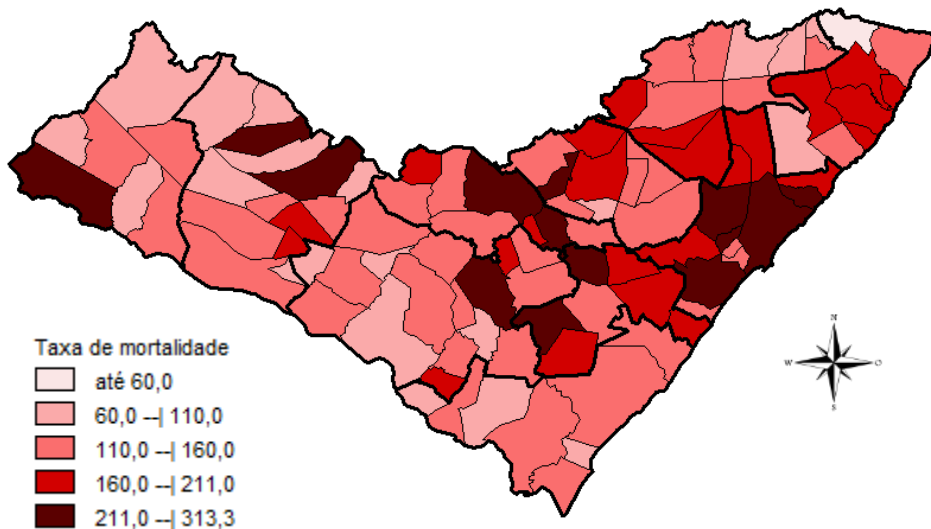 Taxa de mortalidade
até 60,0
60,0 --| 110,0
110,0 --| 160,0
160,0 --| 211,0
211,0 --| 313,3
N
W
O
S